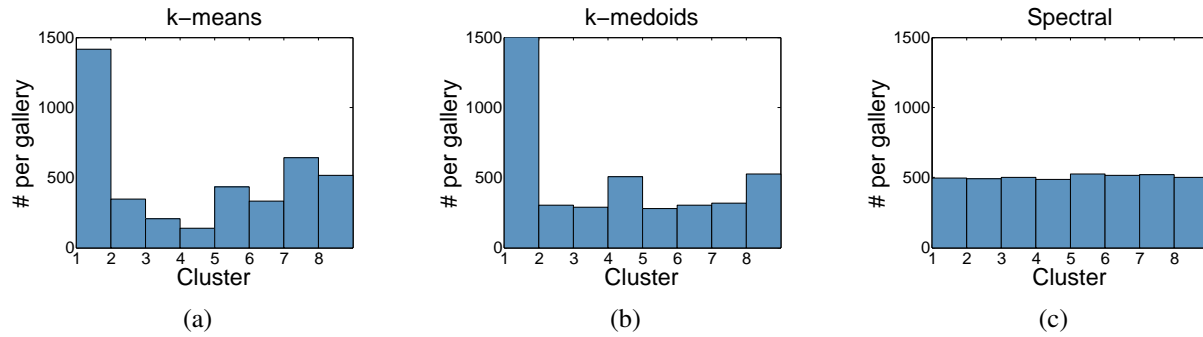 k−means
1500
1000
500
0
# per gallery
1 2 3 4 5 6 7 8
Cluster
(a)
k−medoids
1500
1000
500
0
# per gallery
1 2 3 4 5 6 7 8
Cluster
(b)
Spectral
1500
1000
500
0
# per gallery
1 2 3 4 5 6 7 8
Cluster
(c)